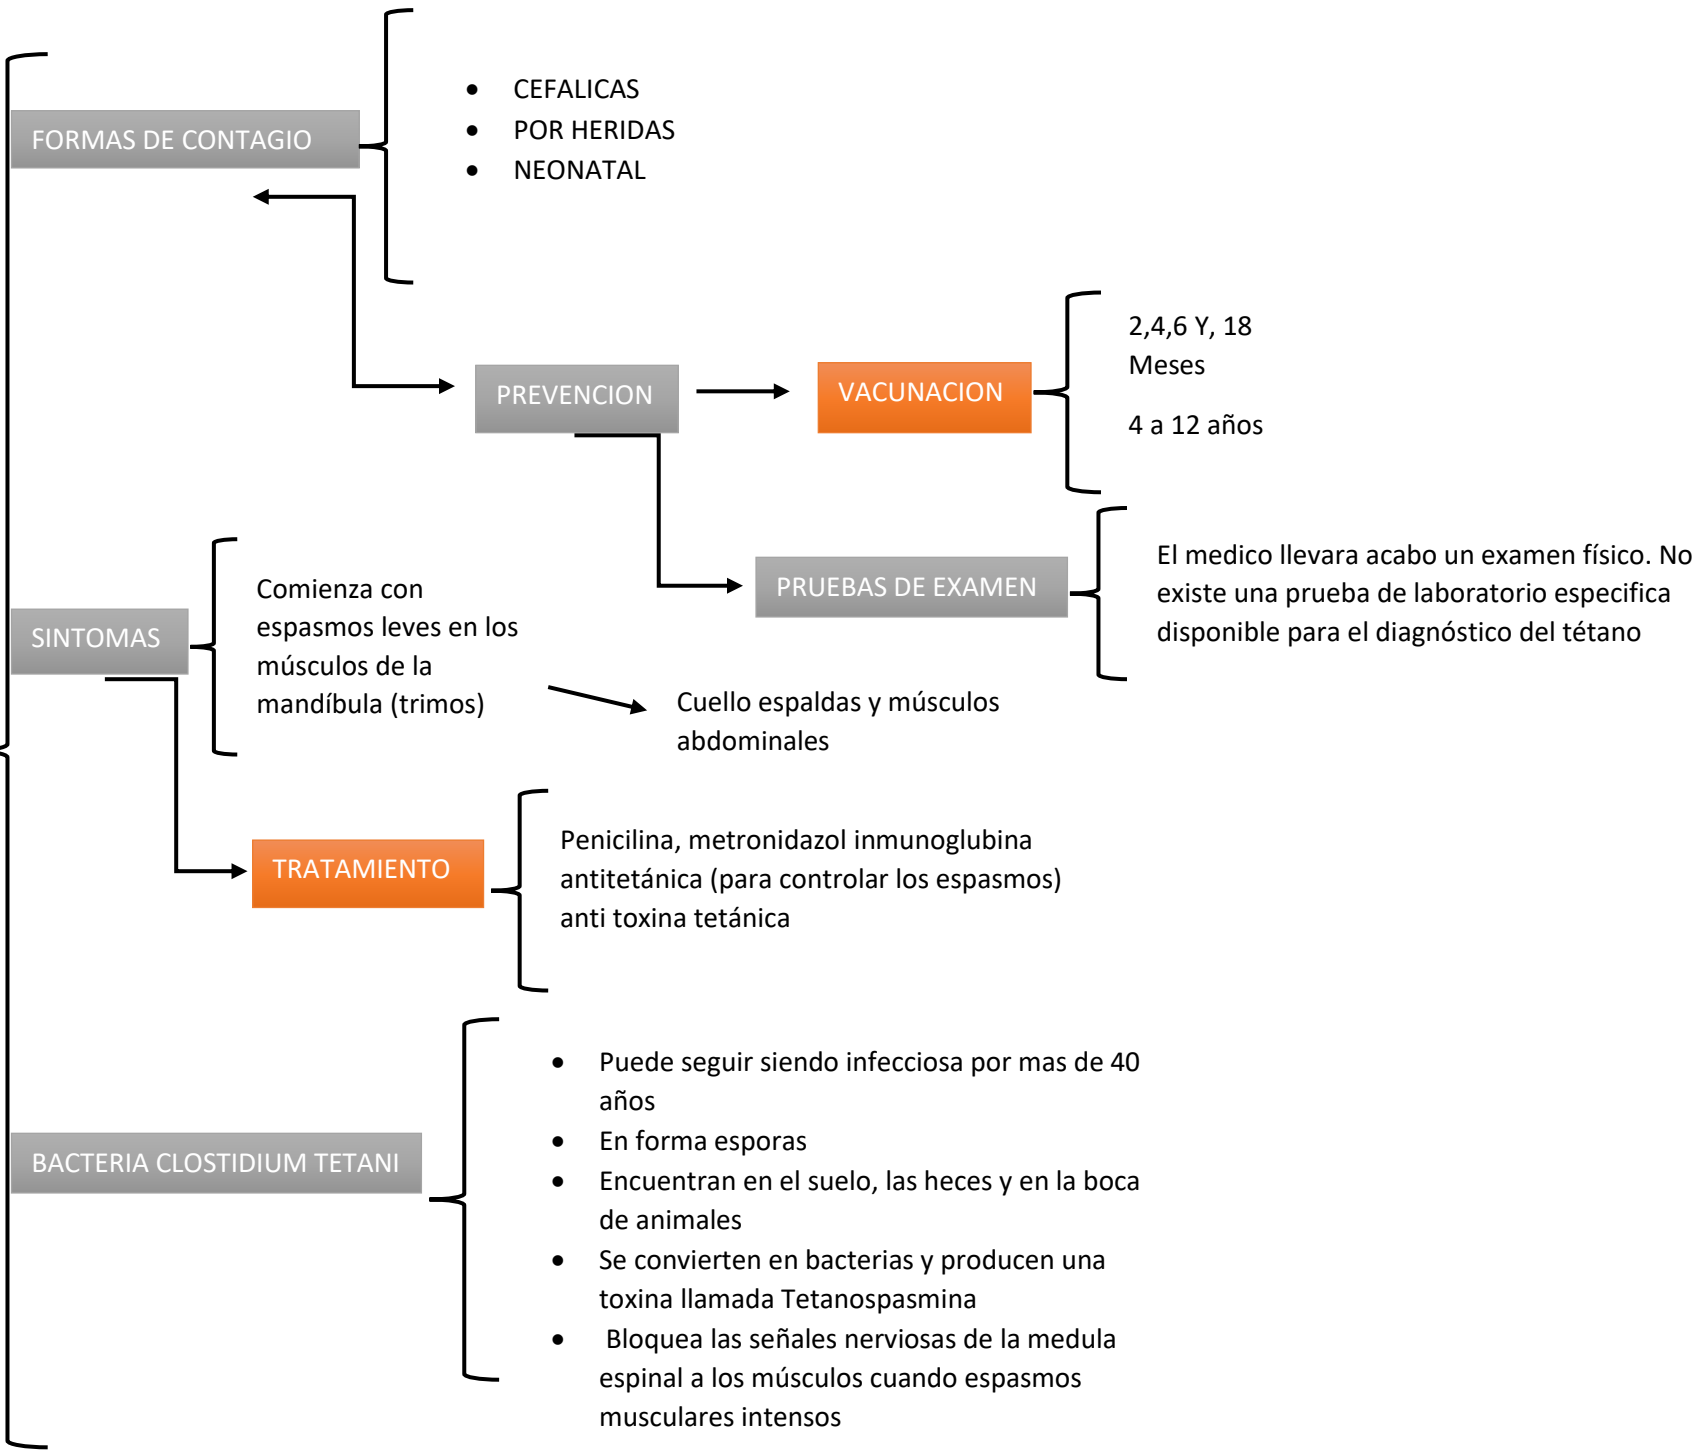 FORMAS DE CONTAGIO
• CEFALICAS
• POR HERIDAS
• NEONATAL
PREVENCION
VACUNACION
2,4,6 Y, 18
Meses
4 a 12 años
PRUEBAS DE EXAMEN
El medico llevara acabo un examen físico. No
existe una prueba de laboratorio especifica
disponible para el diagnóstico del tétano
SINTOMAS
Comienza con
espasmos leves en los
músculos de la
mandíbula (trimos)
Cuello espaldas y músculos
abdominales
TRATAMIENTO
Penicilina, metronidazol inmunoglubina
antitetánica (para controlar los espasmos)
anti toxina tetánica
BACTERIA CLOSTIDIUM TETANI
• Puede seguir siendo infecciosa por mas de 40
años
• En forma esporas
• Encuentran en el suelo, las heces y en la boca
de animales
• Se convierten en bacterias y producen una
toxina llamada Tetanospasmina
• Bloquea las señales nerviosas de la medula
espinal a los músculos cuando espasmos
musculares intensos